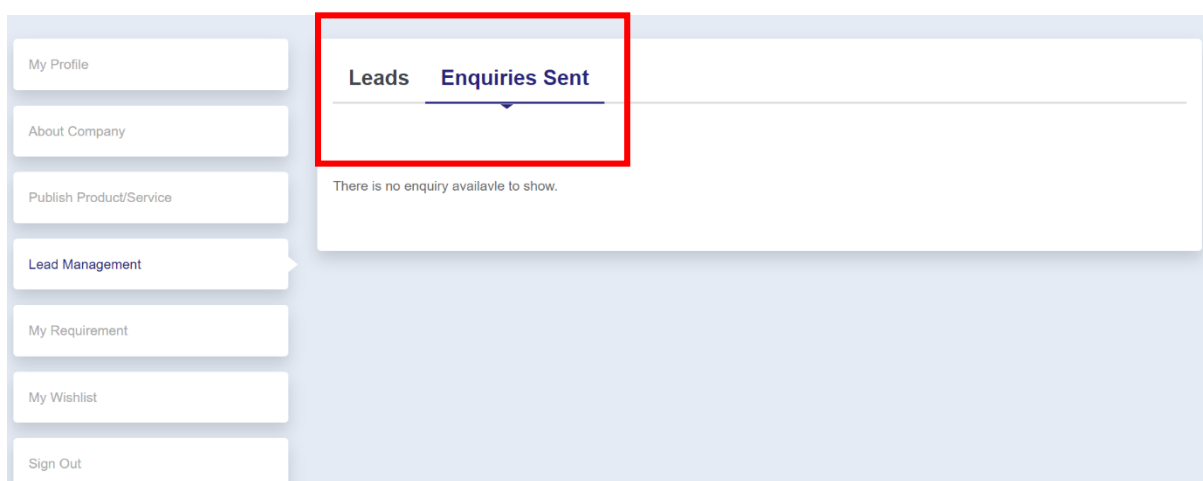 My Profile
About Company
Publish Product/Service
Lead Management
My Requirement
My Wishlist
Sign Out
Leads Enquiries Sent
There is no enquiry availavle to show.